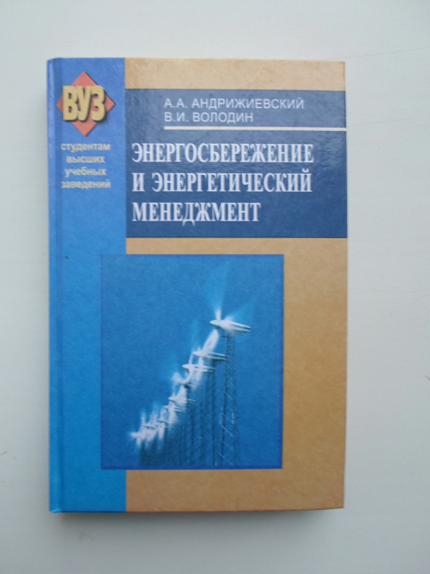 ВУЗ
студентам
высших
учебных
заведений
А.А. АНДРИЖИЕВСКИЙ
В.И. ВОЛОДИН
ЭНЕРГОСБЕРЕЖЕНИЕ
И ЭНЕРГЕТИЧЕСКИЙ
МЕНЕДЖМЕНТ